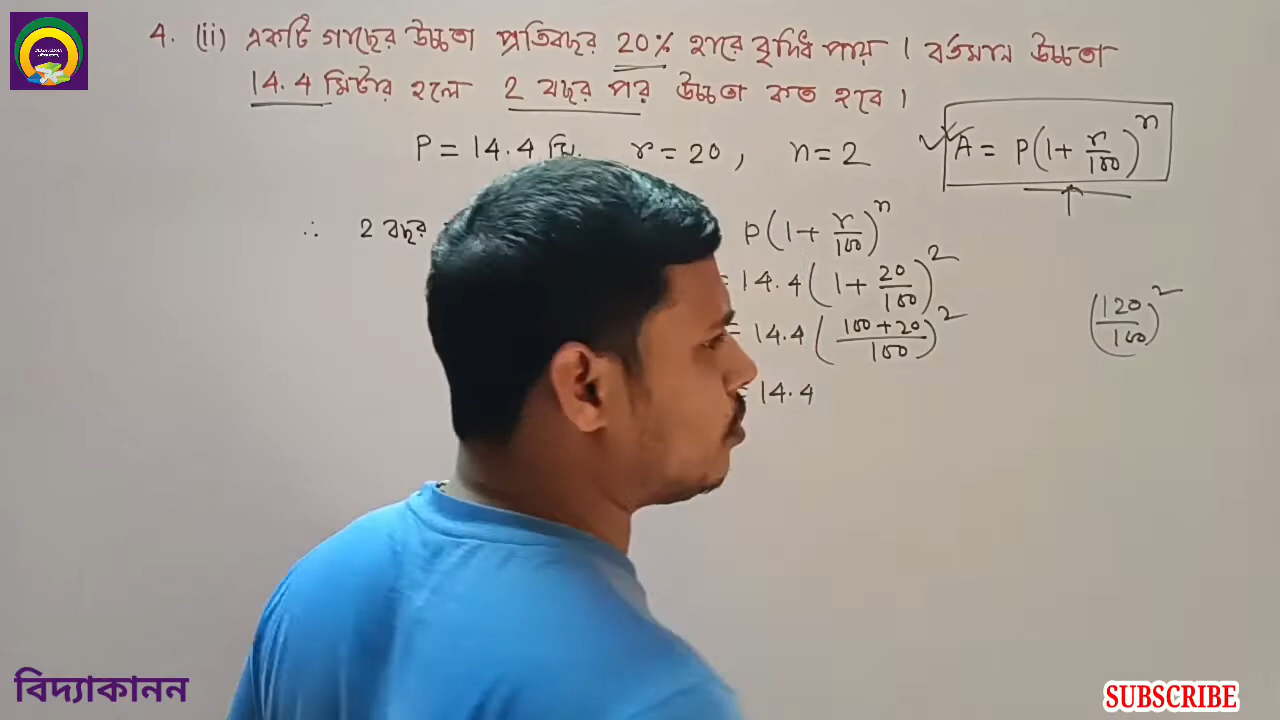 4. (ii) একটি গাছের উচ্চতা প্রতিবছর 20% হারে বৃদ্ধি পায়। বর্তমান উচ্চতা
14.4 মিটার হলে 2 বছর পর উচ্চতা কত হবে।
P = 14.4 মি. r = 20, n = 2
A = P(1+r/100)^n
∴ 2 বছর P(1+r/100)^n
= 14.4(1+20/100)^2
= 14.4(100+20/100)^2
(120/100)^2
= 14.4
বিদ্যাকানন
SUBSCRIBE